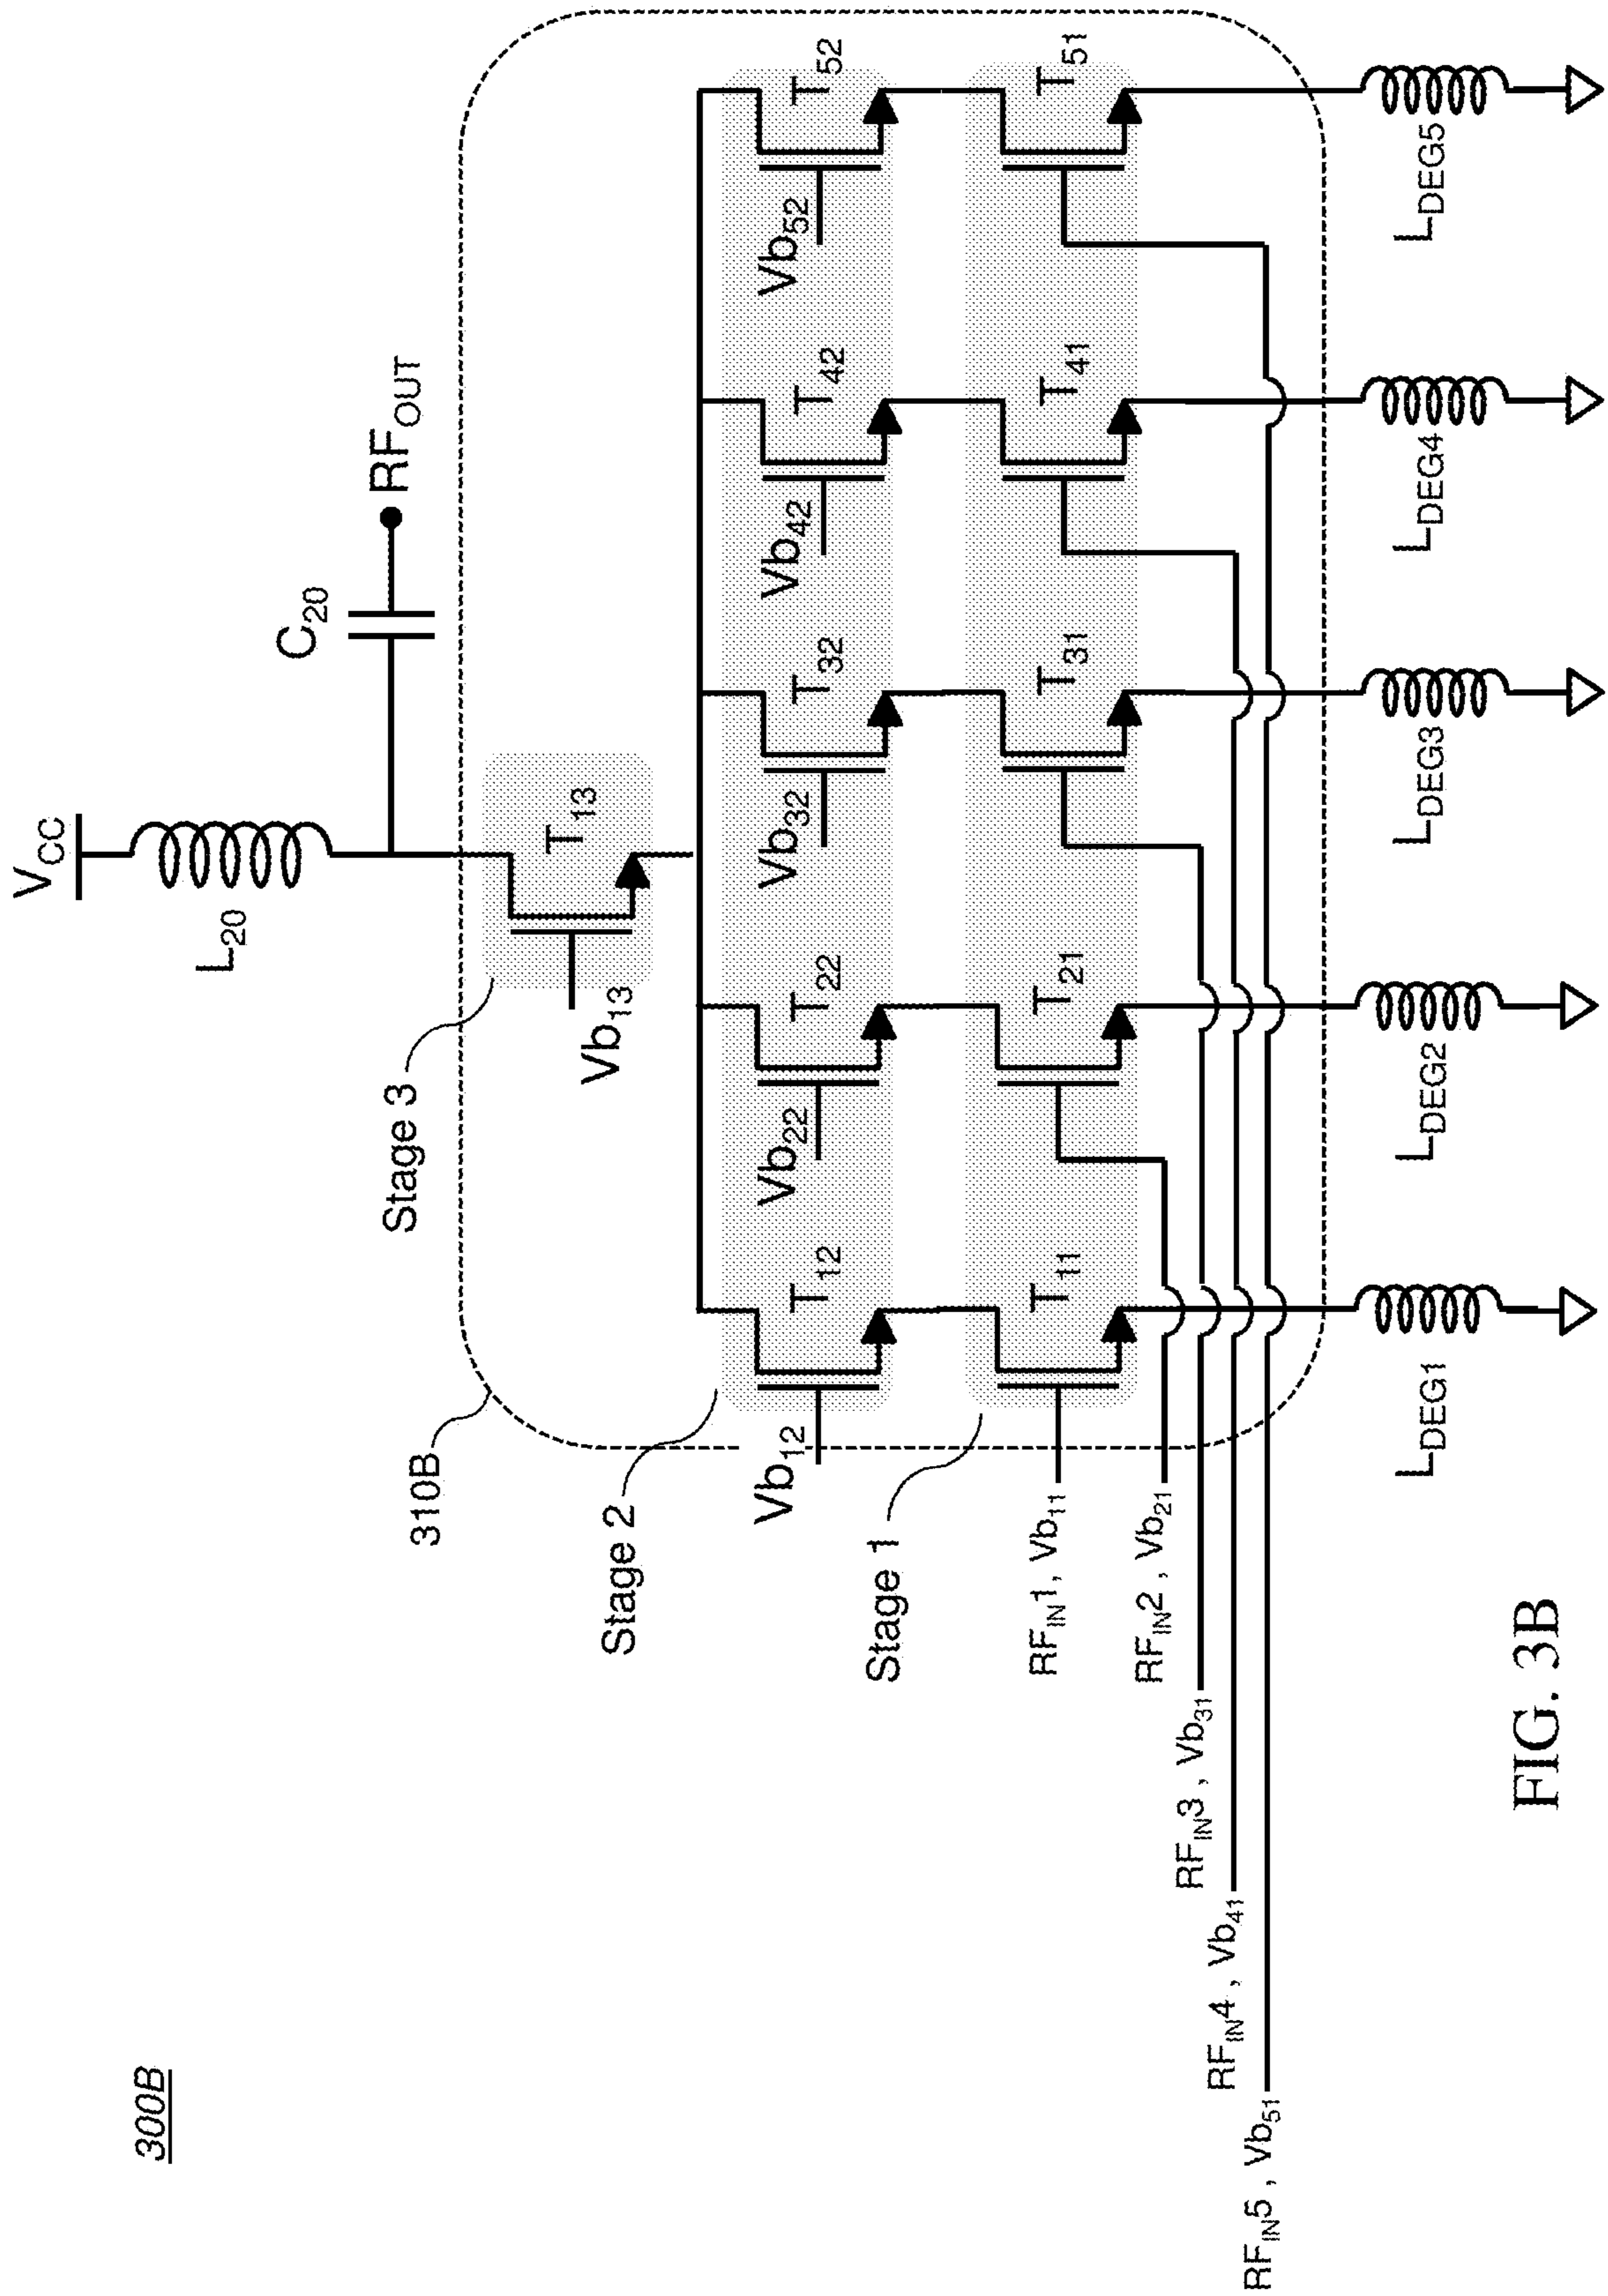 300B
V_CC
L_20
C_20
RF_OUT
Stage 3
T_13
Vb_13
310B
Stage 2
Vb_12
T_12
Vb_22
T_22
Vb_32
T_32
Vb_42
T_42
Vb_52
T_52
Stage 1
T_11
T_21
T_31
T_41
T_51
RF_IN1, Vb_11
RF_IN2 , Vb_21
RF_IN3 , Vb_31
RF_IN4 , Vb_41
RF_IN5 , Vb_51
L_DEG1
L_DEG2
L_DEG3
L_DEG4
L_DEG5
FIG. 3B